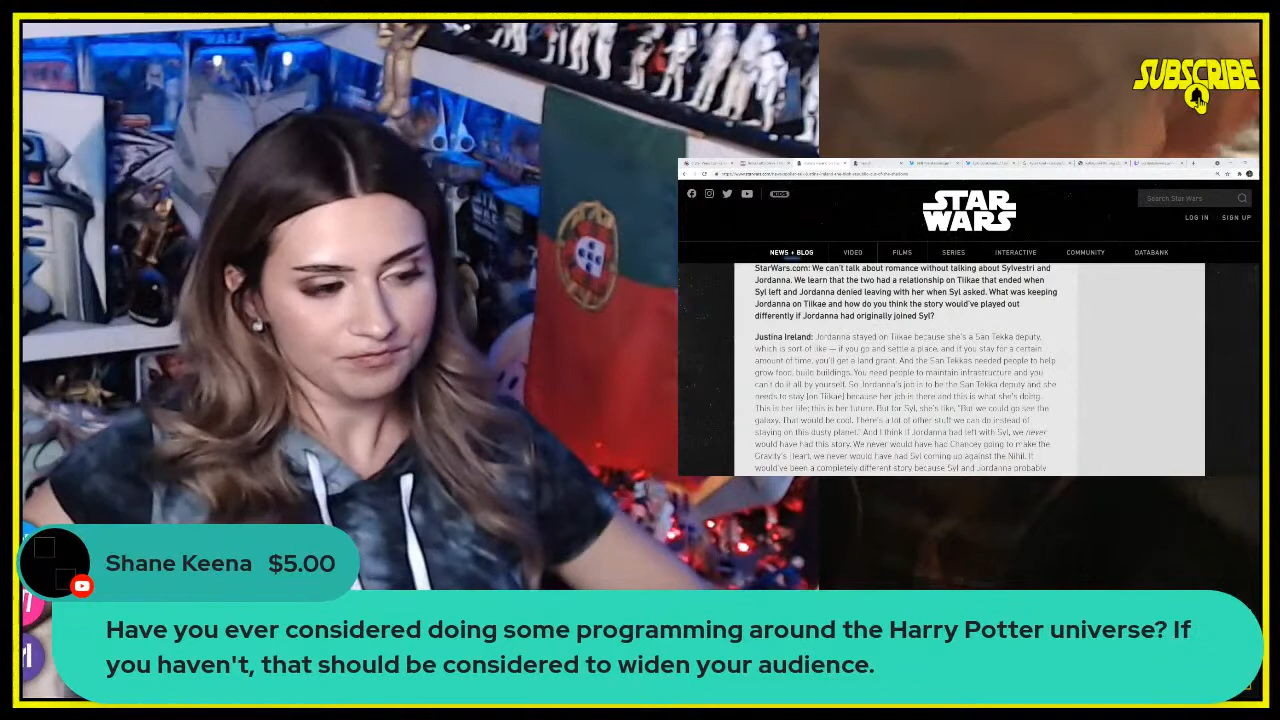 SUBSCRIBE
STAR
WARS
KIDS
Search Star Wars
LOG IN SIGN UP
NEWS + BLOG VIDEO FILMS SERIES INTERACTIVE COMMUNITY DATABANK
StarWars.com: We can't talk about romance without talking about Sylvestri and
Jordanna. We learn that the two had a relationship on Tiikae that ended when
Syl left and Jordanna denied leaving with her when Syl asked. What was keeping
Jordanna on Tiikae and how do you think the story would've played out
differently if Jordanna had originally joined Syl?
Justina Ireland: Jordanna stayed on Tiikae because she's a San Tekka deputy,
which is sort of like — if you go and settle a place, and if you stay for a certain
amount of time, you'll get a land grant. And the San Tekkas needed people to help
grow food, build buildings. You need people to maintain infrastructure and you
can't do it all by yourself. So Jordanna's job is to be the San Tekka deputy and she
needs to stay [on Tiikae] because her job is there and this is what she's doing.
This is her life; this is her future. But for Syl, she's like, "But we could go see the
galaxy. That would be cool. There's a lot of other stuff we can do instead of
staying on this dusty planet." And I think if Jordanna had left with Syl, we never
would have had this story. We never would have had Chancey going to make the
Gravity's Heart, we never would have had Syl coming up against the Nihil. It
would've been a completely different story because Syl and Jordanna probably
Shane Keena $5.00
Have you ever considered doing some programming around the Harry Potter universe? If
you haven't, that should be considered to widen your audience.